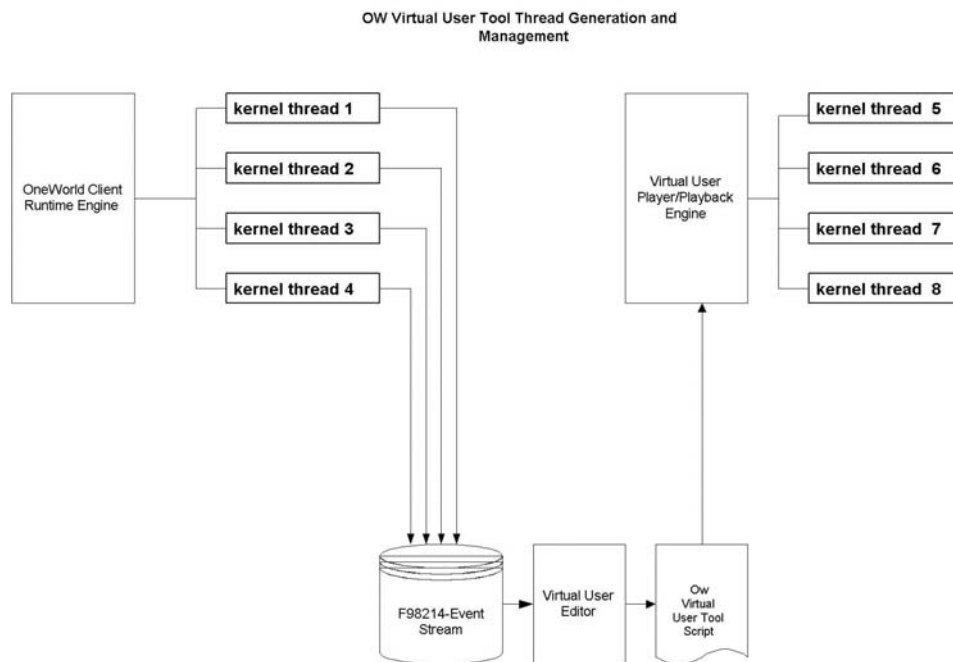 OW Virtual User Tool Thread Generation and
Management
OneWorld Client
Runtime Engine
kernel thread 1
kernel thread 2
kernel thread 3
kernel thread 4
Virtual User
Player/Playback
Engine
kernel thread 5
kernel thread 6
kernel thread 7
kernel thread 8
F98214-Event
Stream
Virtual User
Editor
Ow
Virtual
User Tool
Script